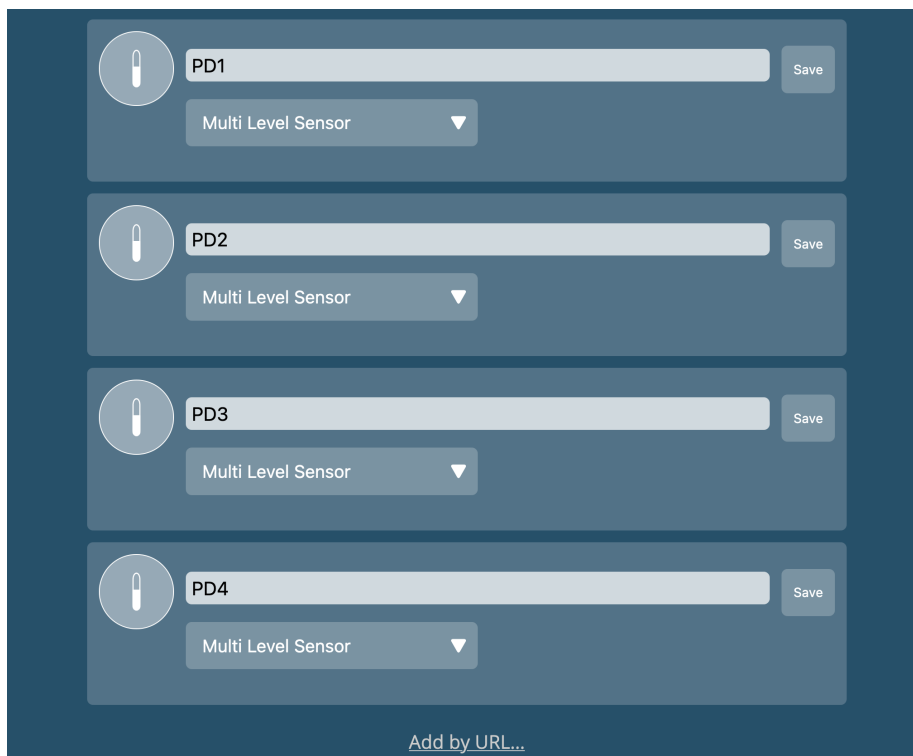 PD1
Save
Multi Level Sensor
PD2
Save
Multi Level Sensor
PD3
Save
Multi Level Sensor
PD4
Save
Multi Level Sensor
Add by URL...